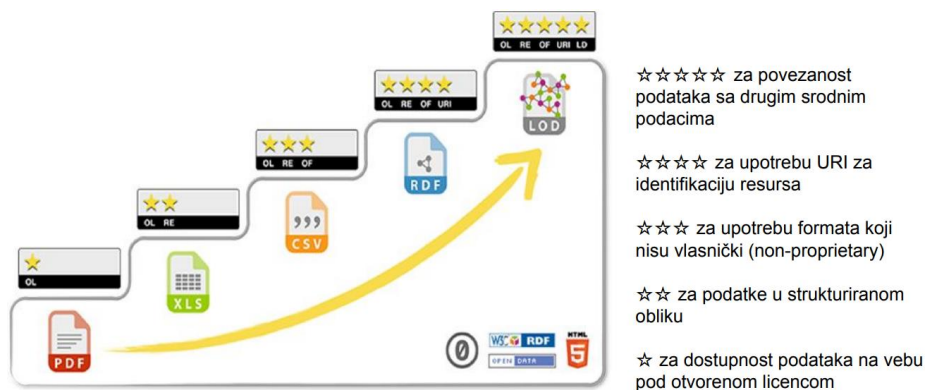 OL RE OF URI LD
LOD
OL RE OF URI
RDF
OL RE OF
CSV
OL RE
XLS
OL
PDF
0
W3C RDF
OPEN DATA
HTML
5
☆☆☆☆☆ za povezanost
podataka sa drugim srodnim
podacima
☆☆☆☆ za upotrebu URI za
identifikaciju resursa
☆☆☆ za upotrebu formata koji
nisu vlasnički (non-proprietary)
☆☆ za podatke u strukturiranom
obliku
☆ za dostupnost podataka na vebu
pod otvorenom licencom